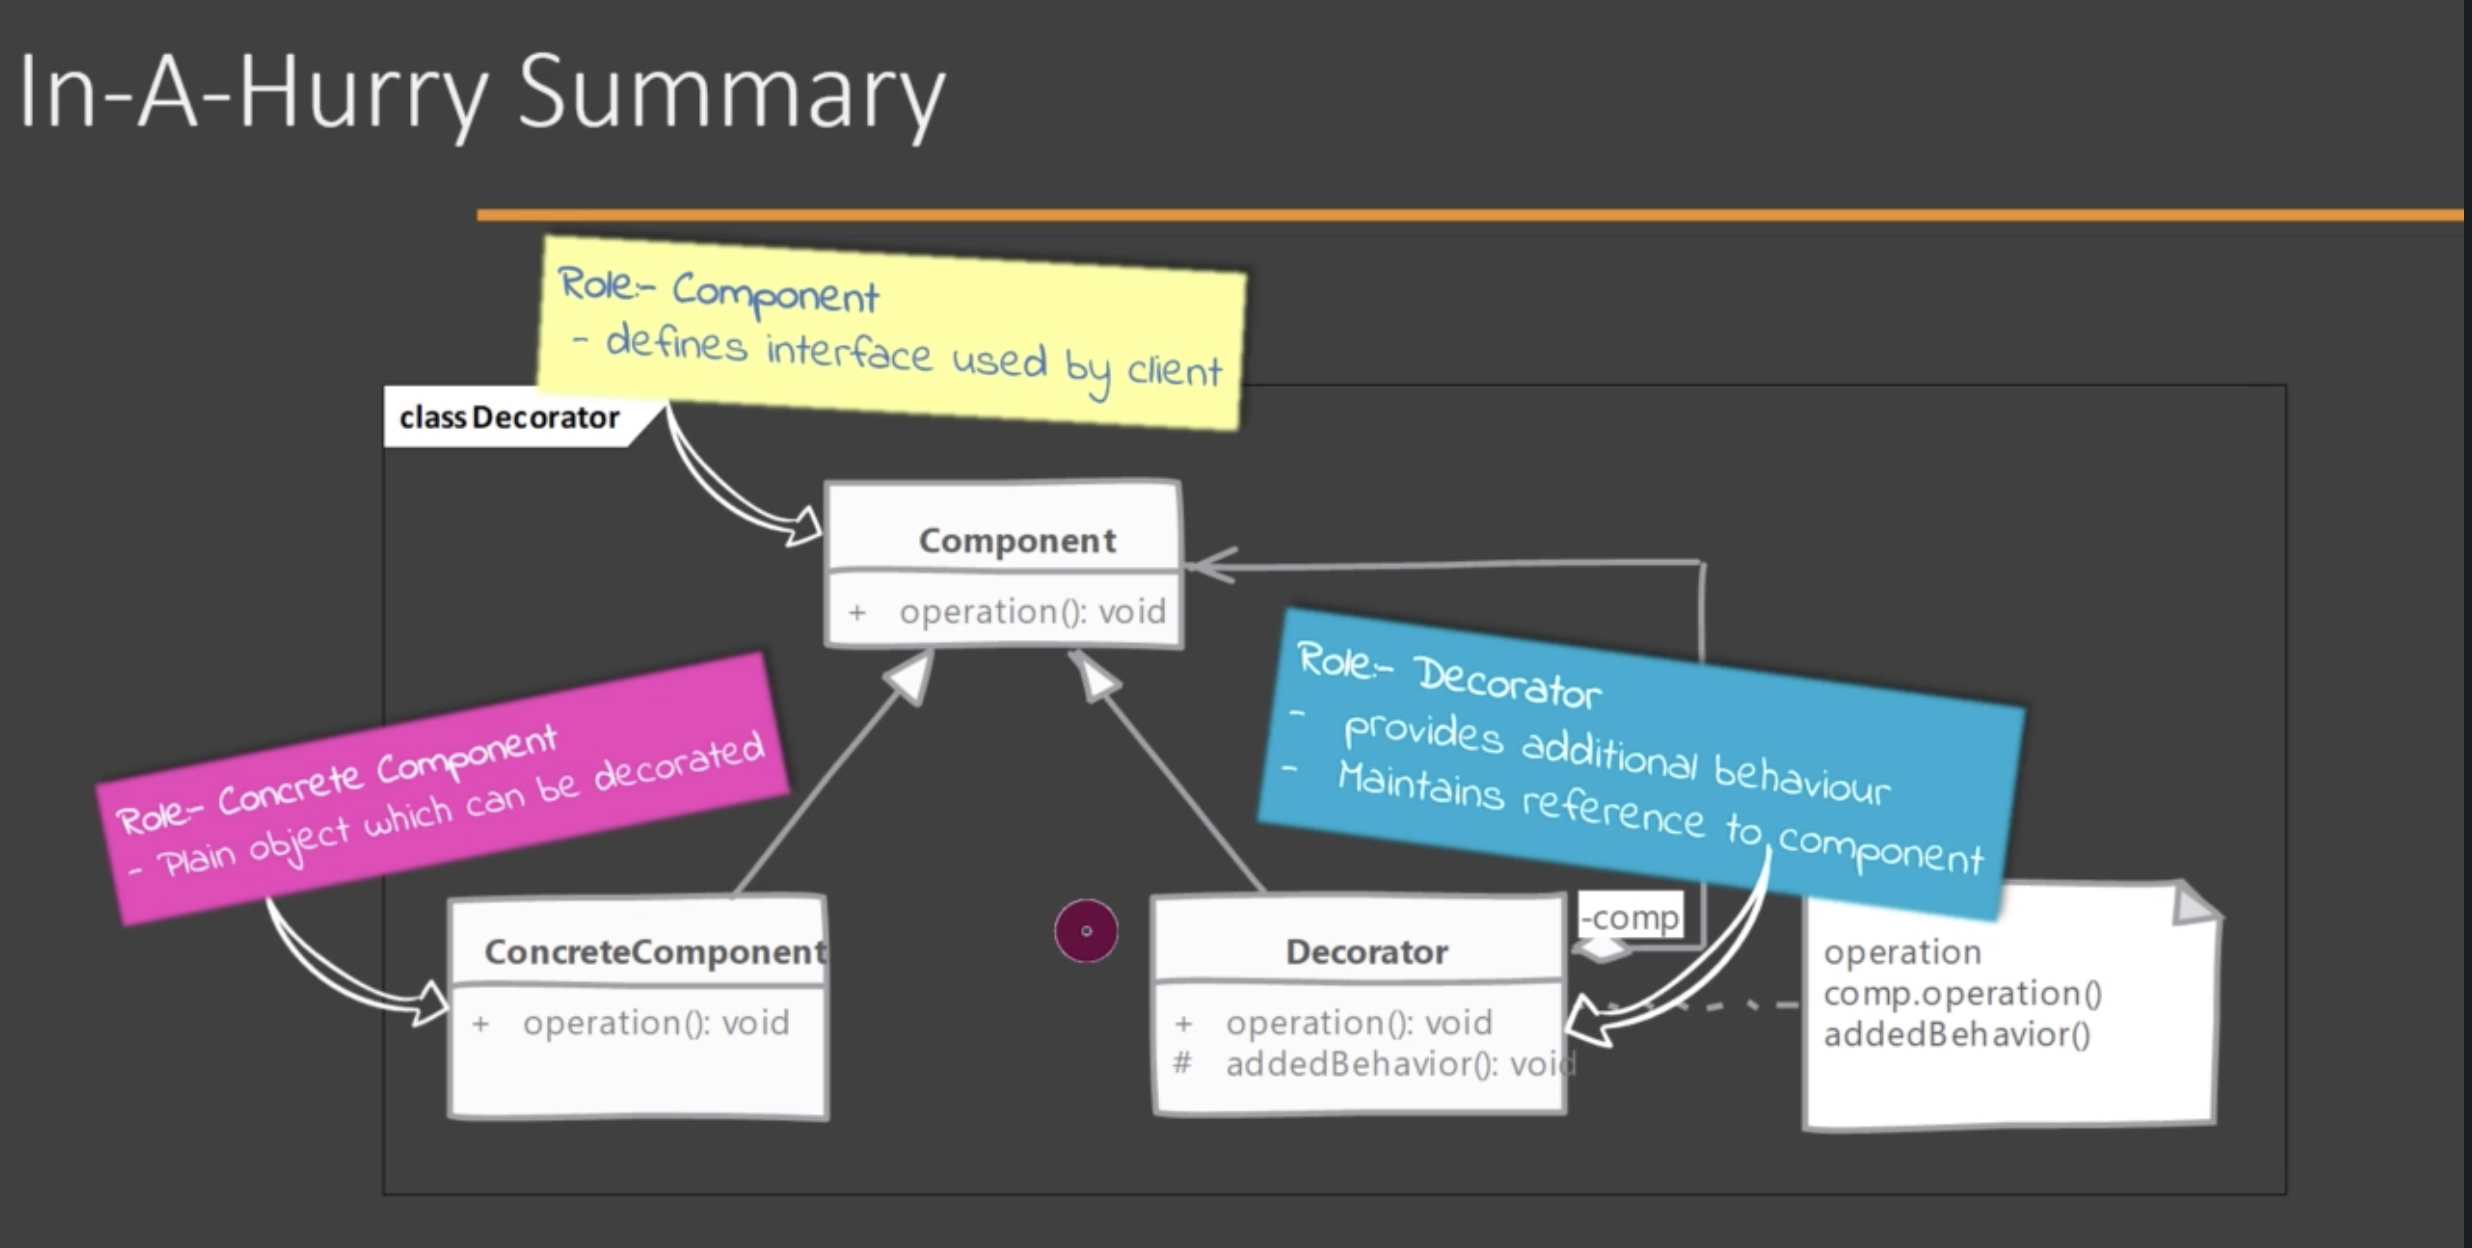 In-A-Hurry Summary
Role:- Component
- defines interface used by client
class Decorator
Component
+ operation(): void
Role:- Concrete Component
- Plain object which can be decorated
Role:- Decorator
- provides additional behaviour
- Maintains reference to component
ConcreteComponent
+ operation(): void
-comp
Decorator
+ operation(): void
# addedBehavior(): void
operation
comp.operation()
addedBehavior()